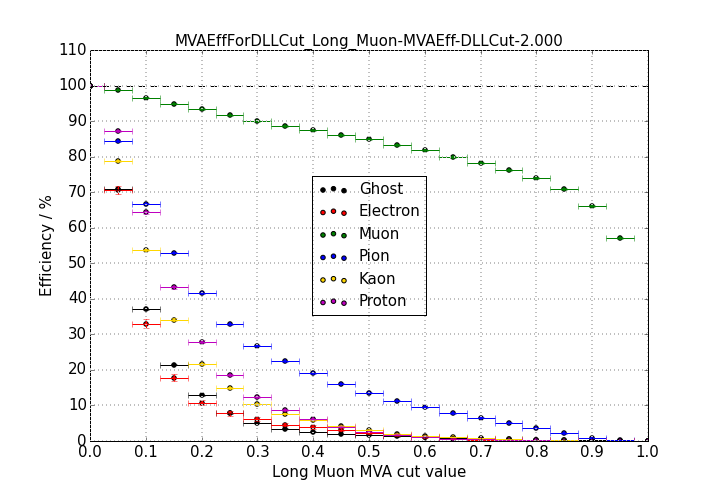 MVAEffForDLLCut_Long_Muon-MVAEff-DLLCut-2.000
110
100
90
80
70
60
50
40
30
20
10
0
Efficiency / %
Ghost
Electron
Muon
Pion
Kaon
Proton
0.0 0.1 0.2 0.3 0.4 0.5 0.6 0.7 0.8 0.9 1.0
Long Muon MVA cut value